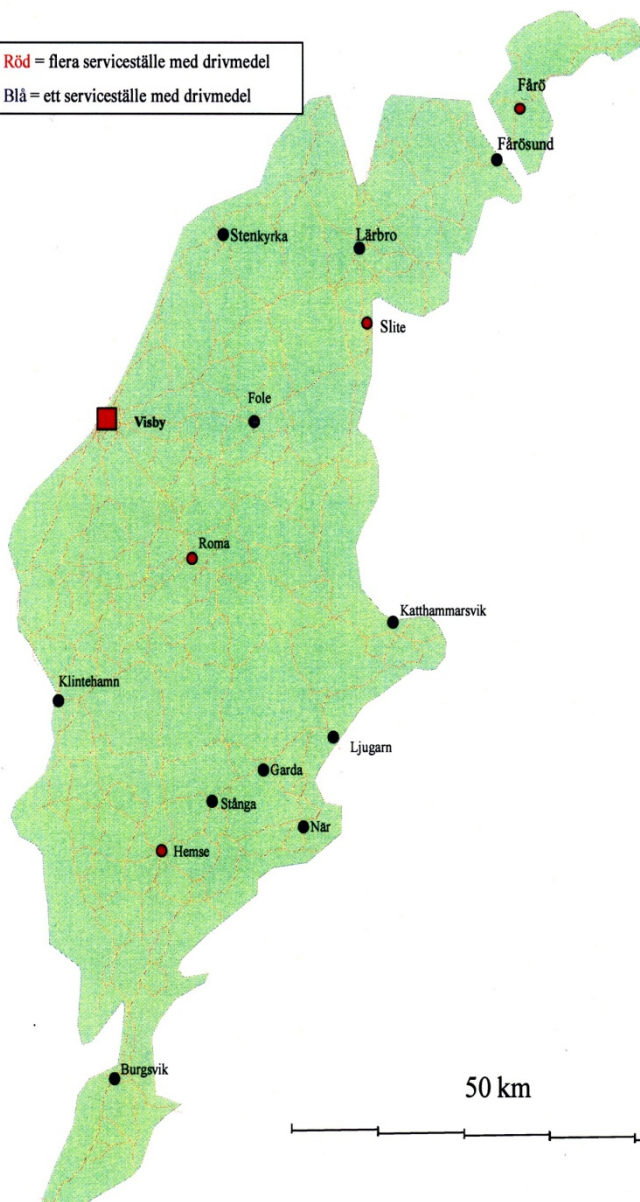 Röd = flera serviceställe med drivmedel
Blå = ett serviceställe med drivmedel
Fårö
Fårösund
Stenkyrka
Lärbro
Slite
Fole
Visby
Roma
Katthammarsvik
Klintehamn
Ljugarn
Garda
Stånga
När
Hemse
Burgsvik
50 km